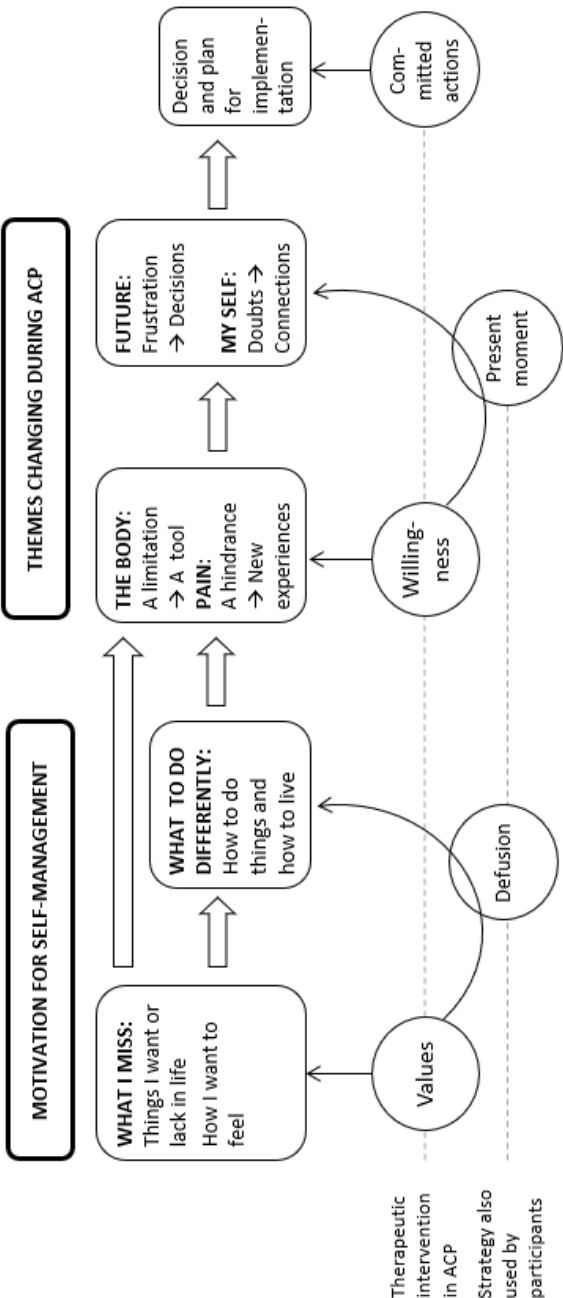 MOTIVATION FOR SELF-MANAGEMENT
THEMES CHANGING DURING ACP
WHAT I MISS:
Things I want or
lack in life
How I want to
feel
WHAT TO DO
DIFFERENTLY:
How to do
things and
how to live
THE BODY:
A limitation
→ A tool
PAIN:
A hindrance
→ New
experiences
FUTURE:
Frustration
→ Decisions
MY SELF:
Doubts →
Connections
Decision
and plan
for
implemen-
tation
Therapeutic
intervention
in ACP
Values
Willing-
ness
Com-
mitted
actions
Strategy also
used by
participants
Defusion
Present
moment